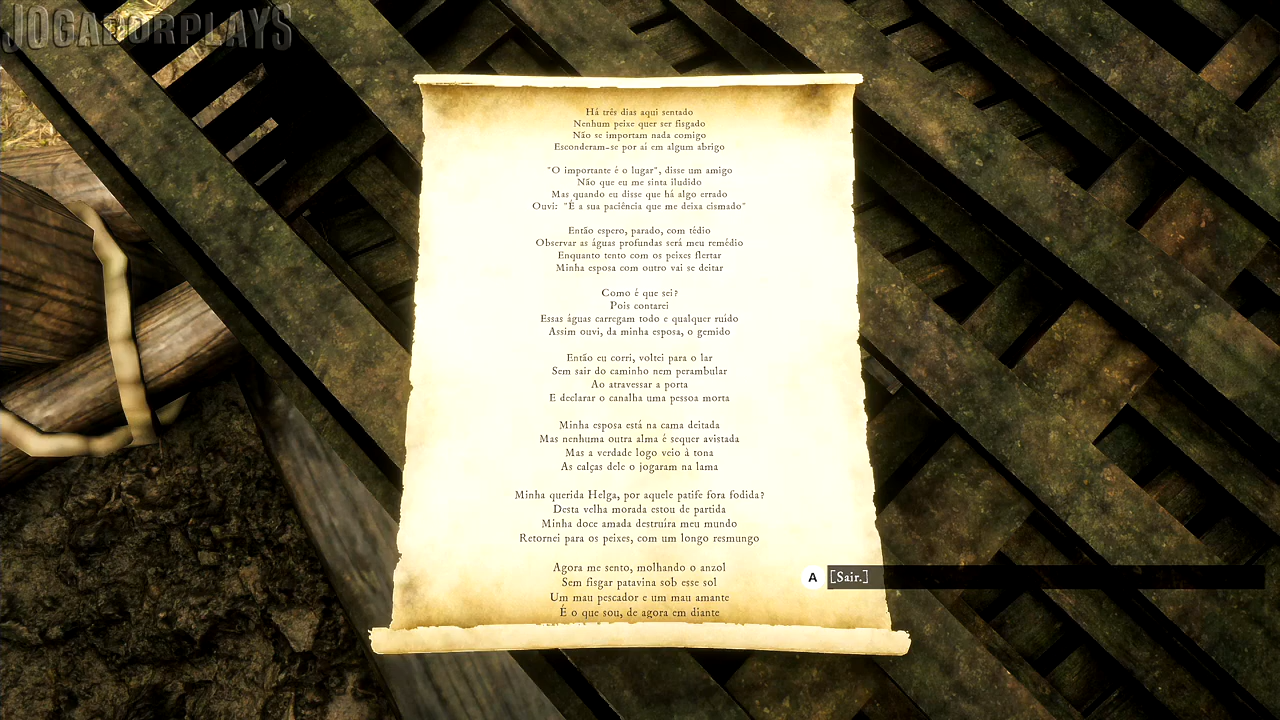 JOGADORPLAYS
Há três dias aqui sentado
Nenhum peixe quer ser fisgado
Não se importam nada comigo
Esconderam-se por aí em algum abrigo
"O importante é o lugar", disse um amigo
Não que eu me sinta iludido
Mas quando eu disse que há algo errado
Ouvi: "É a sua paciência que me deixa cismado"
Então espero, parado, com tédio
Observar as águas profundas será meu remédio
Enquanto tento com os peixes flertar
Minha esposa com outro vai se deitar
Como é que sei?
Pois contarei
Essas águas carregam todo e qualquer ruído
Assim ouvi, da minha esposa, o gemido
Então eu corri, voltei para o lar
Sem sair do caminho nem perambular
Ao atravessar a porta
E declarar o canalha uma pessoa morta
Minha esposa está na cama deitada
Mas nenhuma outra alma é sequer avistada
Mas a verdade logo veio à tona
As calças dele o jogaram na lama
Minha querida Helga, por aquele patife fora fodida?
Desta velha morada estou de partida
Minha doce amada destruíra meu mundo
Retornei para os peixes, com um longo resmungo
Agora me sento, molhando o anzol
Sem fisgar patavina sob esse sol
Um mau pescador e um mau amante
É o que sou, de agora em diante
A [Sair.]